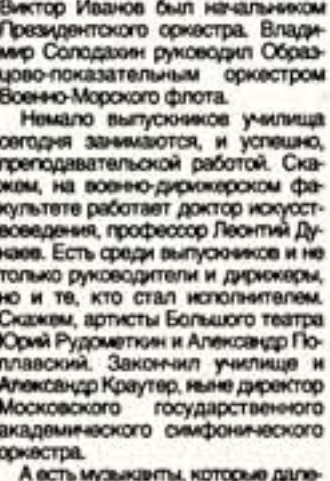 Виктор Иванов был начальником
Президентского оркестра. Влади-
мир Солодахин руководил Образ-
цово-показательным оркестром
Военно-Морского флота.
Немало выпускников училища
сегодня занимаются, и успешно,
преподавательской работой. Ска-
жем, на военно-дирижерском фа-
культете работает доктор искусст-
воведения, профессор Леонтий Ду-
наев. Есть среди выпускников и не
только руководители и дирижеры,
но и те, кто стал исполнителем.
Скажем, артисты Большого театра
Юрий Рудометкин и Александр По-
плавский. Закончил училище и
Александр Краутер, ныне директор
Московского государственного
академического симфонического
оркестра.
А есть музыканты, которые дале-